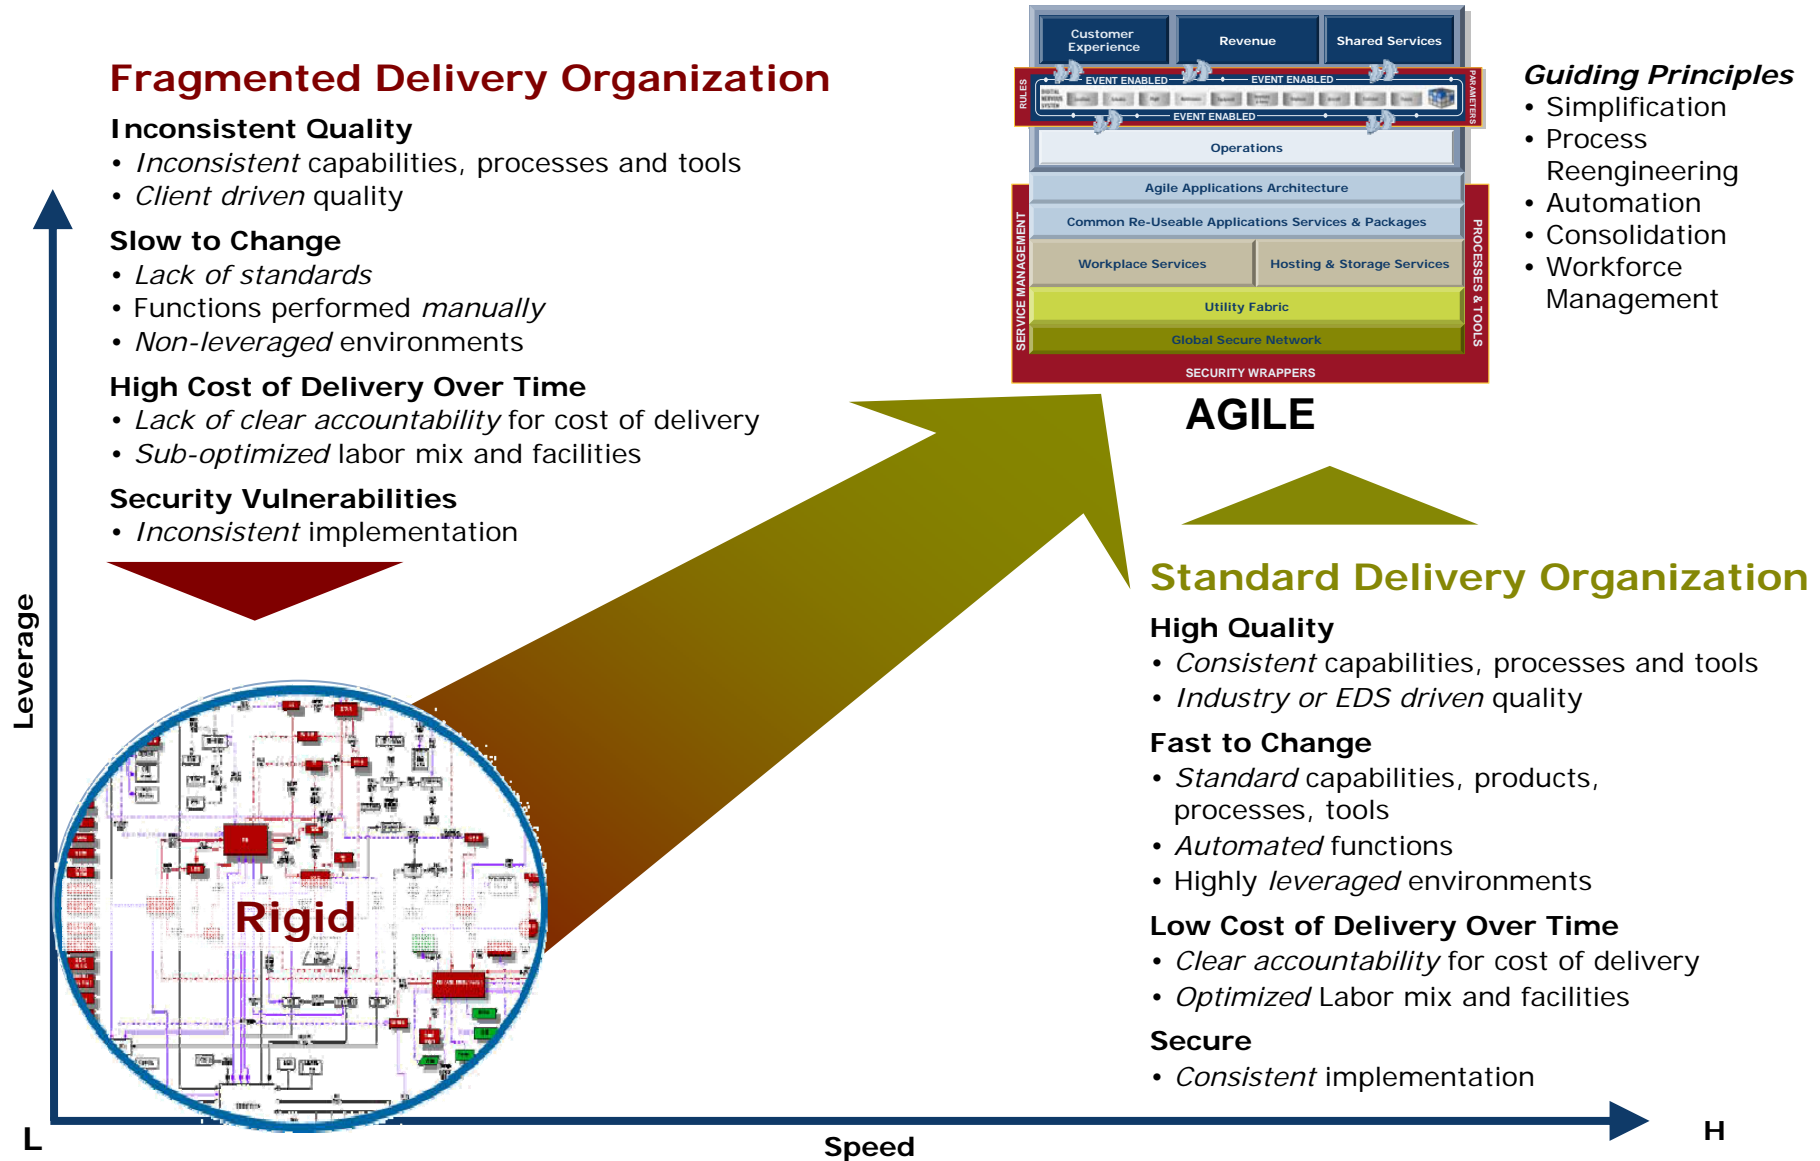 Fragmented Delivery Organization
Inconsistent Quality
• Inconsistent capabilities, processes and tools
• Client driven quality
Slow to Change
• Lack of standards
• Functions performed manually
• Non-leveraged environments
High Cost of Delivery Over Time
• Lack of clear accountability for cost of delivery
• Sub-optimized labor mix and facilities
Security Vulnerabilities
• Inconsistent implementation
Customer
Experience
Revenue
Shared Services
RULES
EVENT ENABLED
EVENT ENABLED
PARAMETERS
DIGITAL
NERVOUS
SYSTEM
EVENT ENABLED
Operations
Agile Applications Architecture
Common Re-Useable Applications Services & Packages
Workplace Services
Hosting & Storage Services
Utility Fabric
Global Secure Network
SERVICE MANAGEMENT
PROCESSES & TOOLS
SECURITY WRAPPERS
AGILE
Guiding Principles
• Simplification
• Process
Reengineering
• Automation
• Consolidation
• Workforce
Management
Standard Delivery Organization
High Quality
• Consistent capabilities, processes and tools
• Industry or EDS driven quality
Fast to Change
• Standard capabilities, products,
processes, tools
• Automated functions
• Highly leveraged environments
Low Cost of Delivery Over Time
• Clear accountability for cost of delivery
• Optimized Labor mix and facilities
Secure
• Consistent implementation
Rigid
Leverage
L
Speed
H